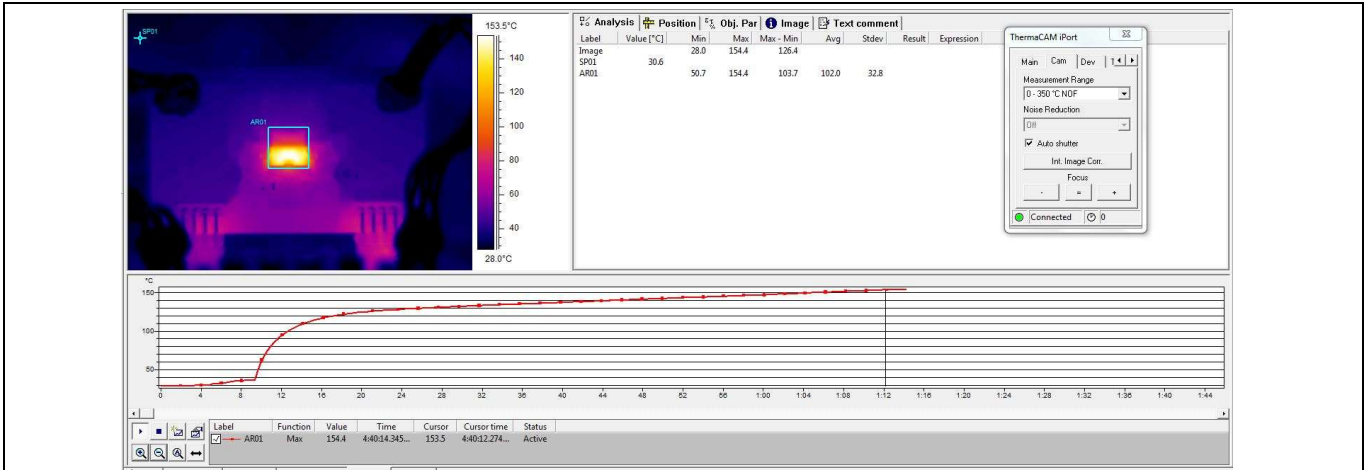 SP01
AR01
153.5°C
140
120
100
80
60
40
28.0°C
Analysis Position Obj. Par Image Text comment
Label Value [°C] Min Max Max - Min Avg Stdev Result Expression
Image 28.0 154.4 126.4
SP01 30.6
AR01 50.7 154.4 103.7 102.0 32.8
ThermaCAM iPort
Main Cam Dev
Measurement Range
0 - 350 °C NOF
Noise Reduction
Off
Auto shutter
Int. Image Corr.
Focus
- = +
Connected 0
°C
150
100
50
0 4 8 12 16 20 24 28 32 36 40 44 48 52 56 1:00 1:04 1:08 1:12 1:16 1:20 1:24 1:28 1:32 1:36 1:40 1:44
Label Function Value Time Cursor Cursor time Status
AR01 Max 154.4 4:40:14.345... 153.5 4:40:12.274... Active